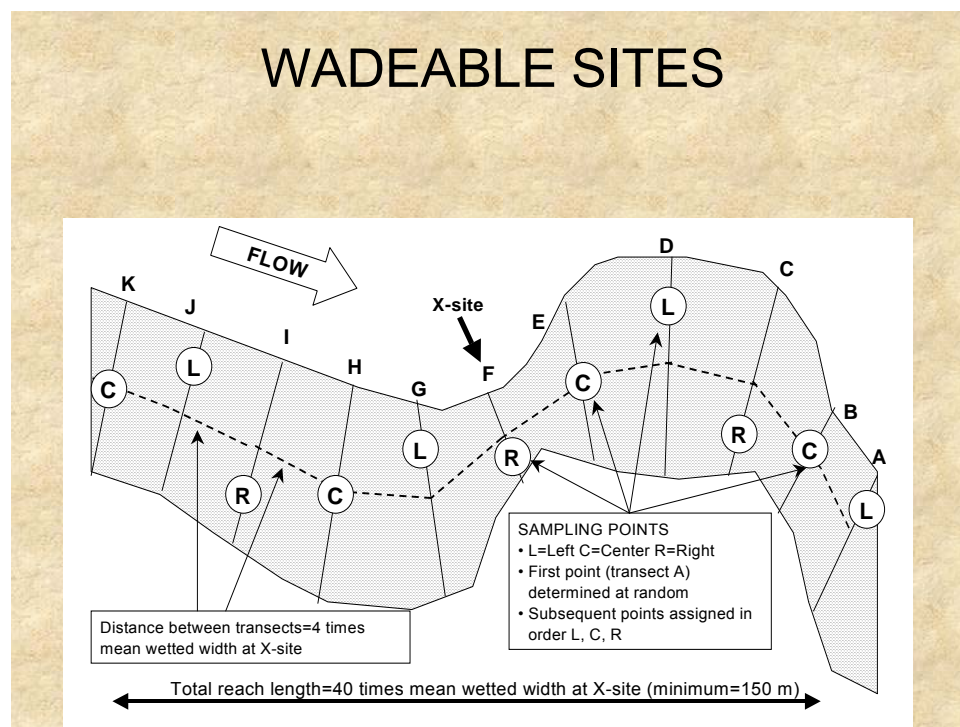 WADEABLE SITES
FLOW
K
J
I
H
G
X-site
F
E
D
C
B
A
C
L
R
C
L
R
C
L
R
C
L
SAMPLING POINTS
• L=Left C=Center R=Right
• First point (transect A)
determined at random
• Subsequent points assigned in
order L, C, R
Distance between transects=4 times
mean wetted width at X-site
Total reach length=40 times mean wetted width at X-site (minimum=150 m)